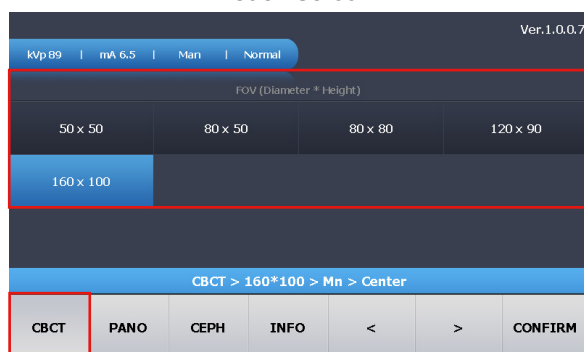 Ver.1.0.0.7
kVp 89 | mA 6.5 | Man | Normal
FOV (Diameter * Height)
50 x 50 80 x 50 80 x 80 120 x 90
160 x 100
CBCT > 160*100 > Mn > Center
CBCT PANO CEPH INFO < > CONFIRM